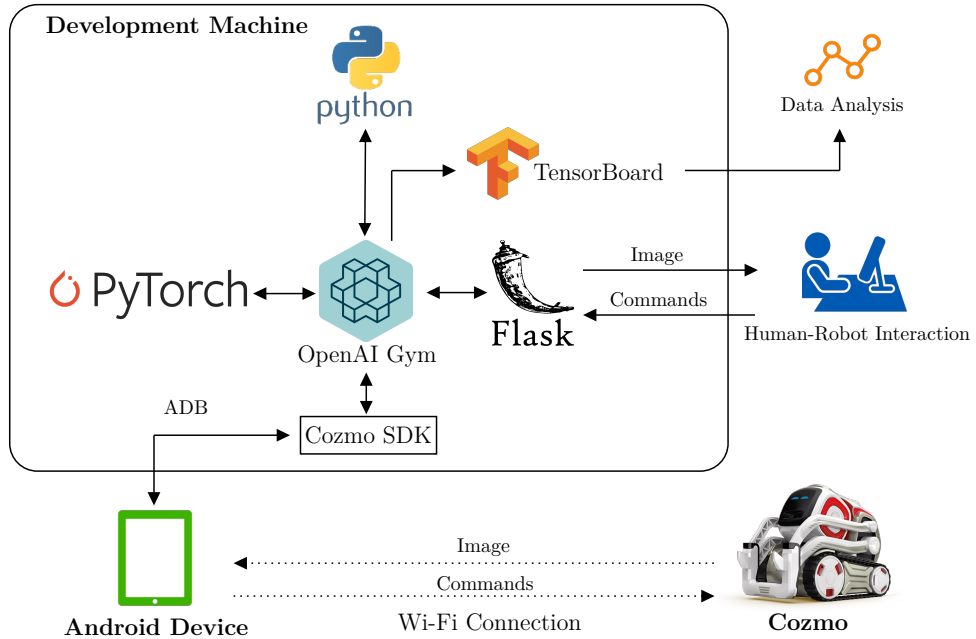 Development Machine
python
Data Analysis
TensorBoard
Image
PyTorch
Commands
Flask
Human-Robot Interaction
OpenAI Gym
ADB
Cozmo SDK
Image
Commands
Android Device
Wi-Fi Connection
Cozmo